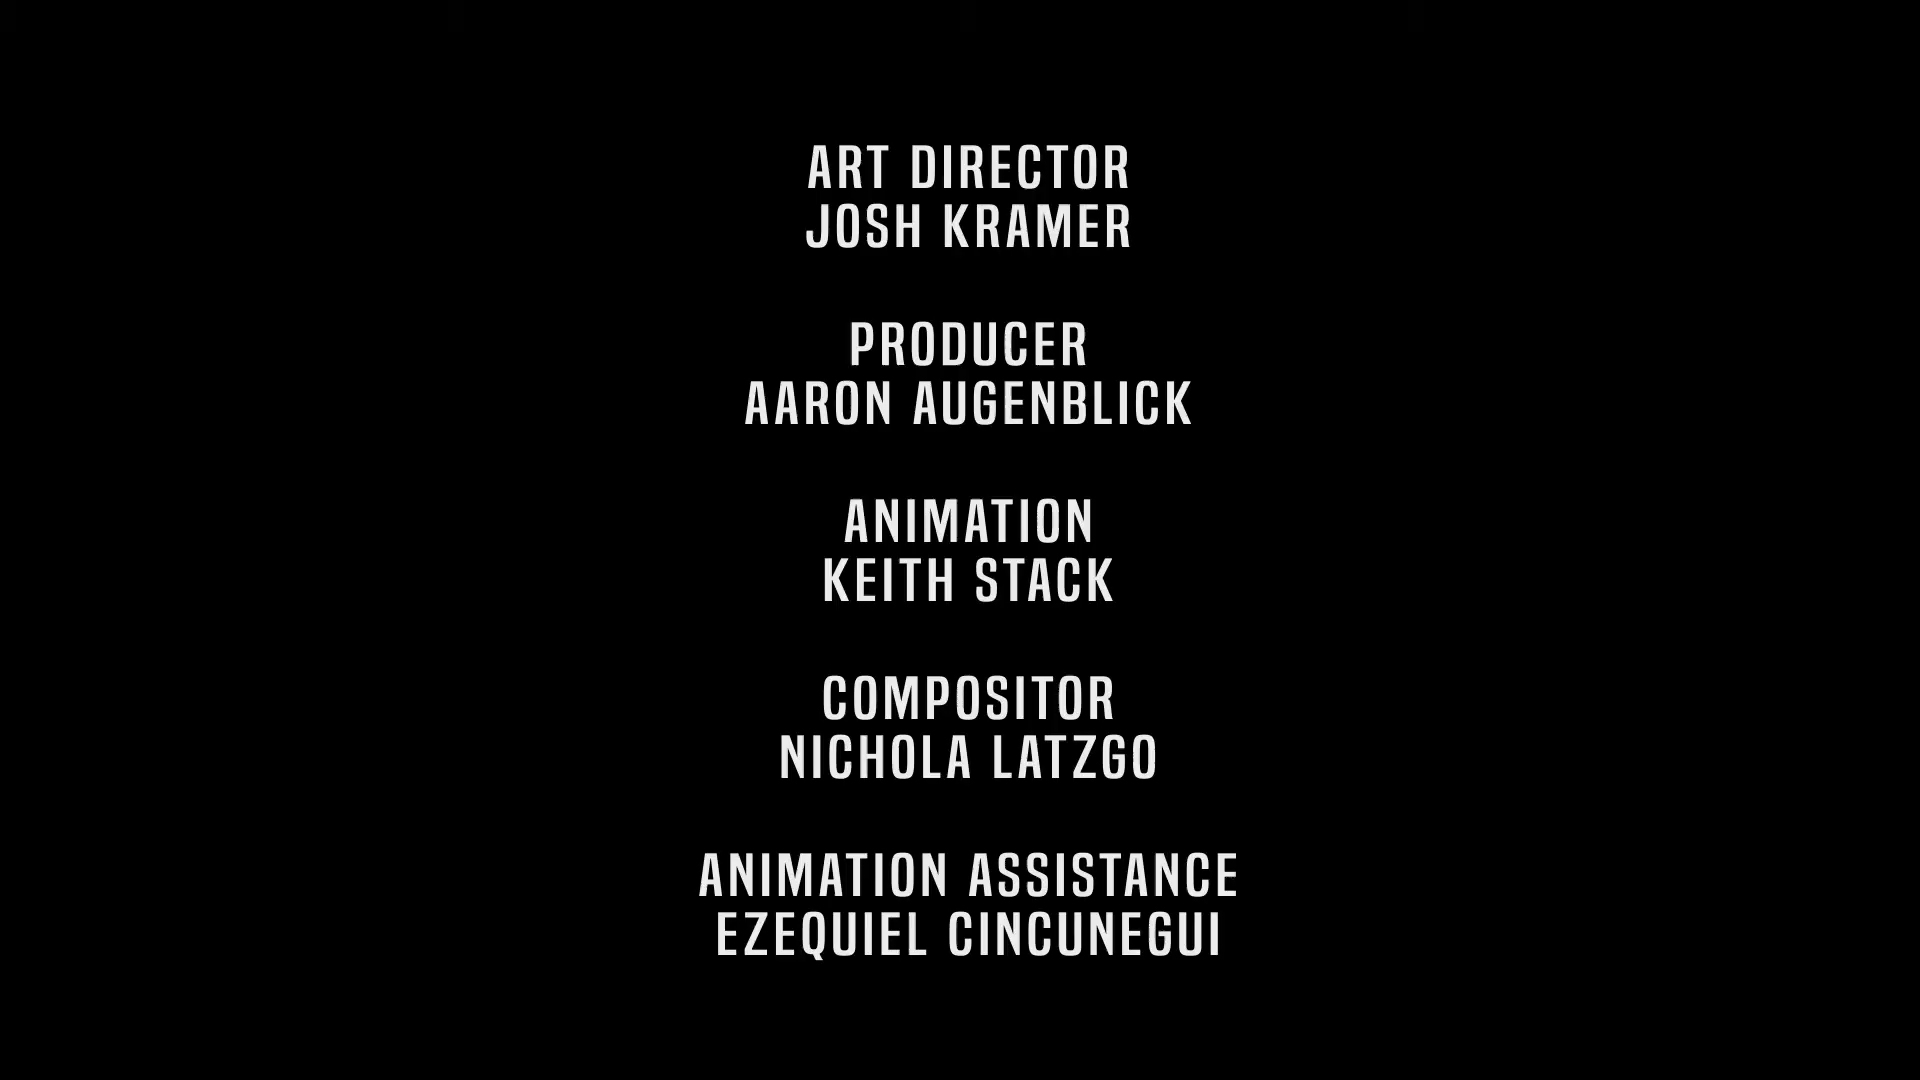 ART DIRECTOR
JOSH KRAMER
PRODUCER
AARON AUGENBLICK
ANIMATION
KEITH STACK
COMPOSITOR
NICHOLA LATZGO
ANIMATION ASSISTANCE
EZEQUIEL CINCUNEGUI